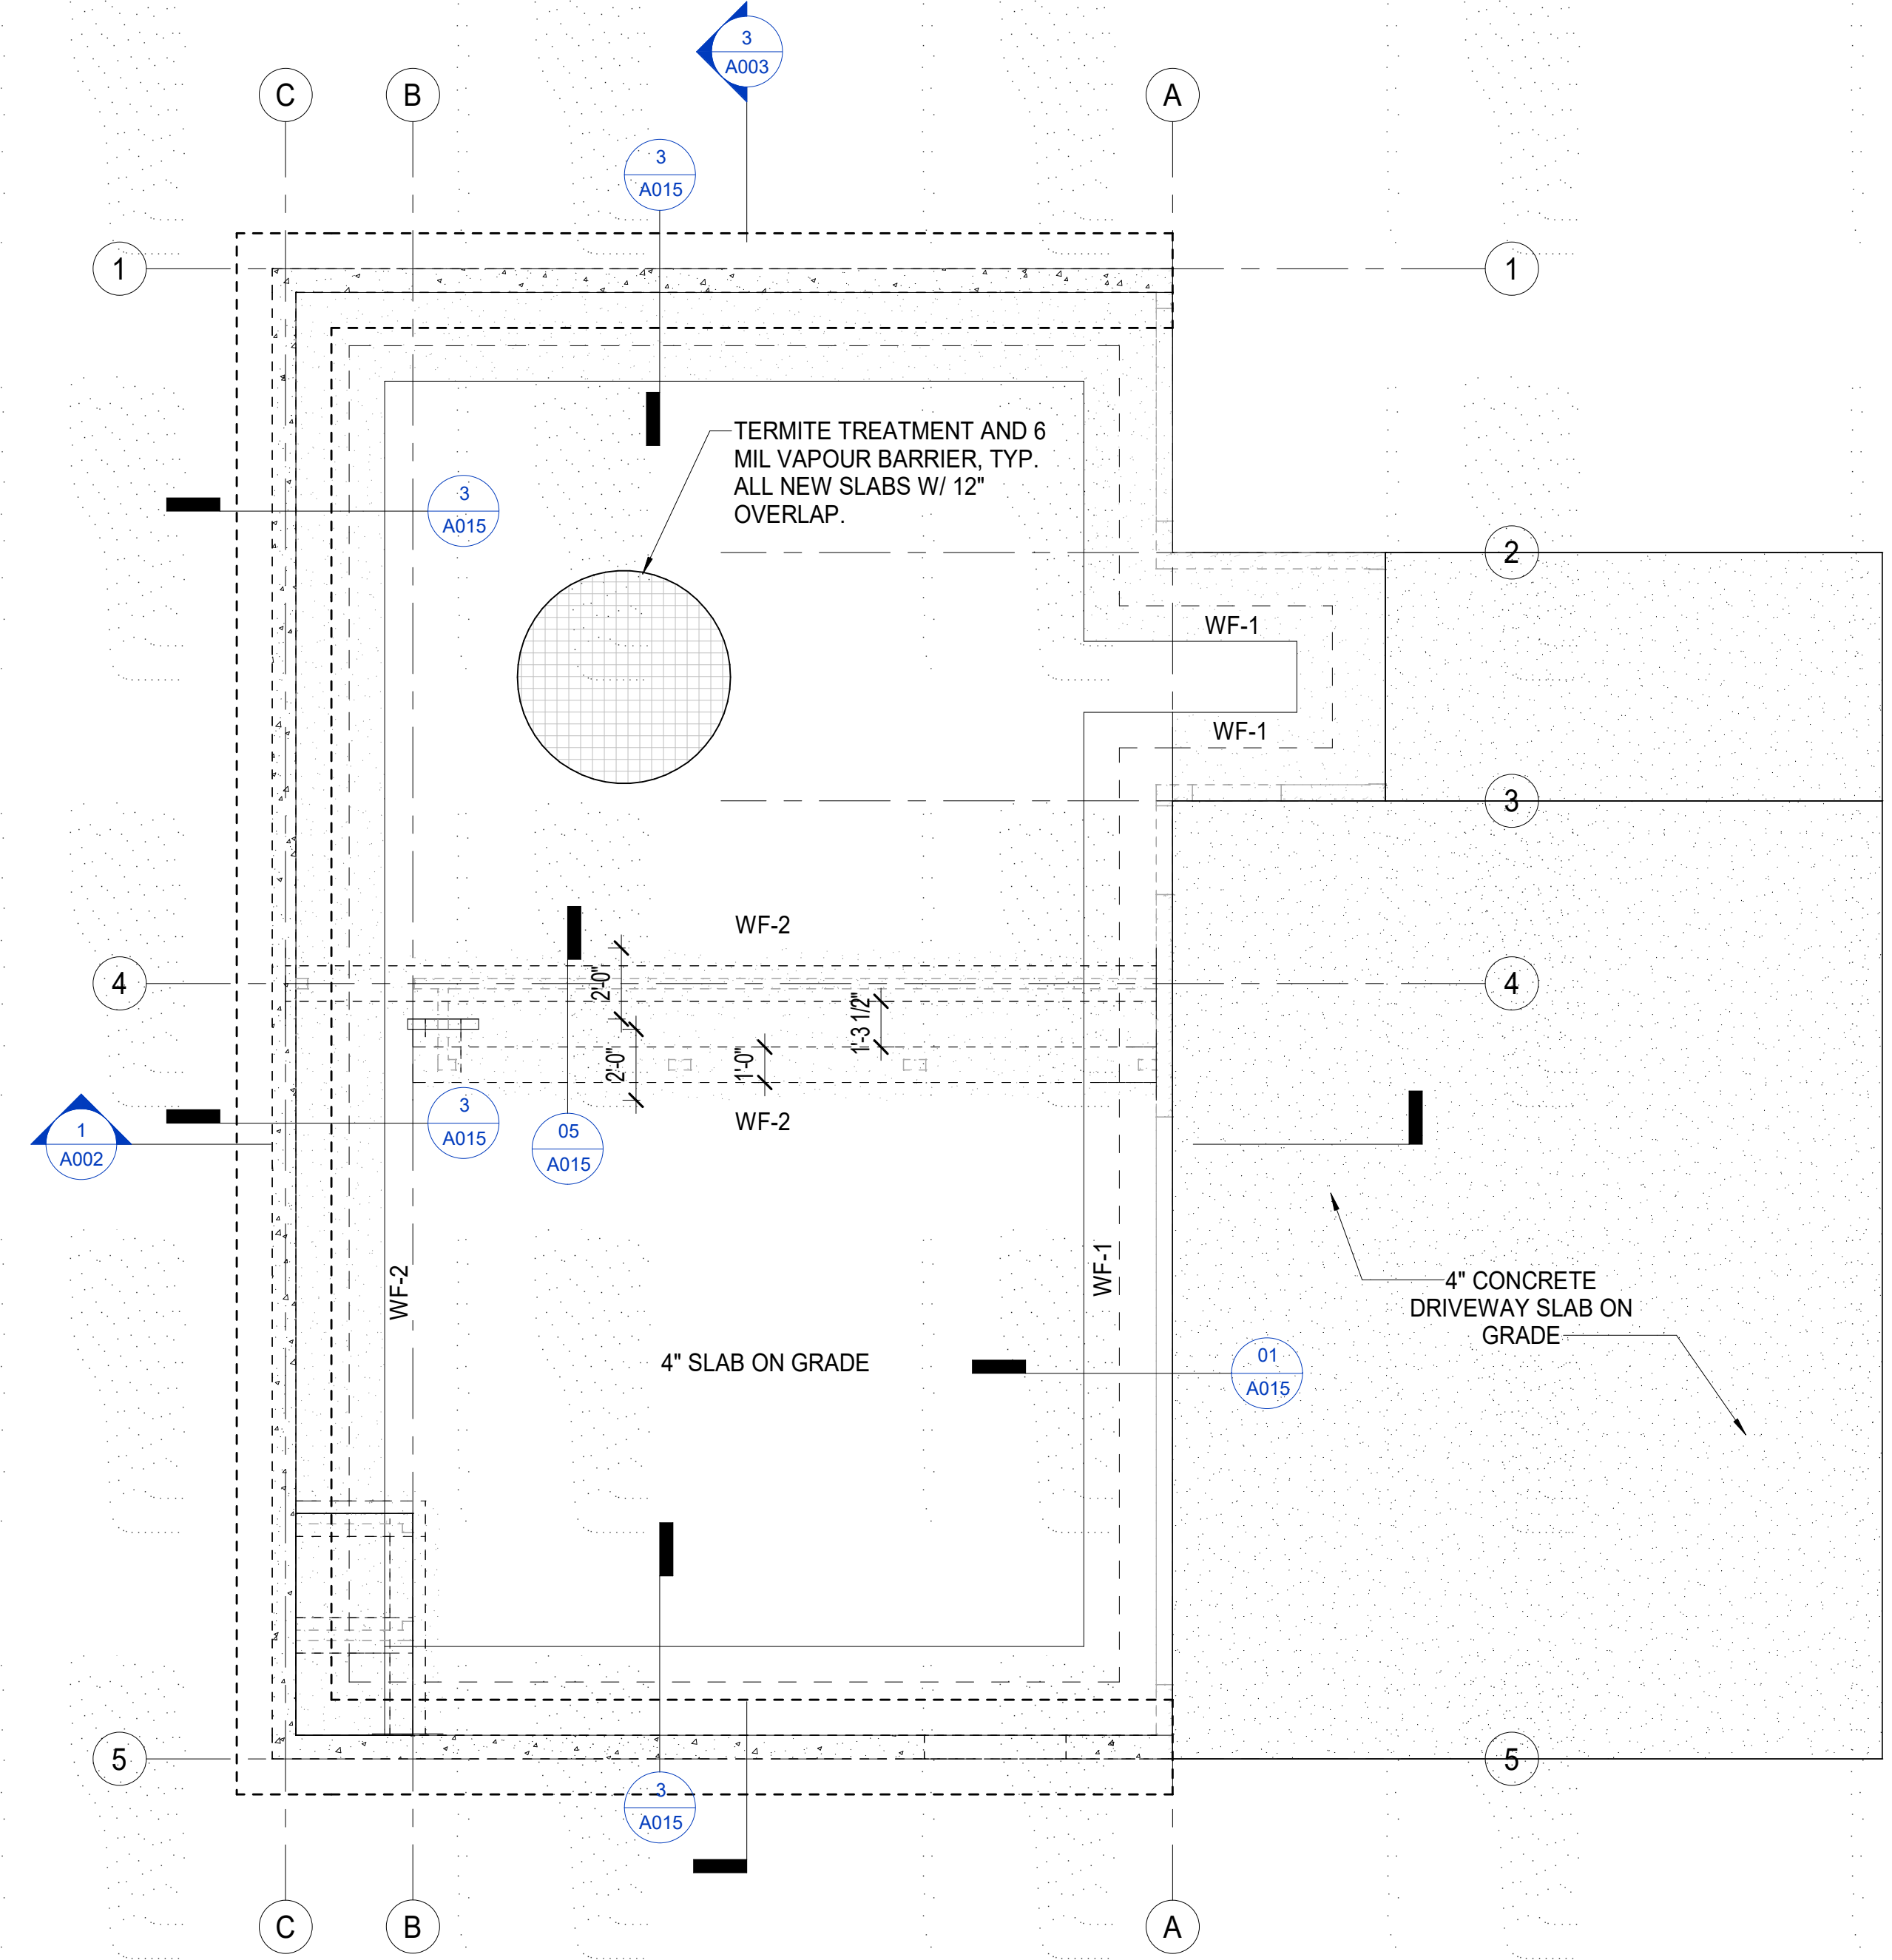 3
A003
C
B
A
3
A015
1
1
TERMITE TREATMENT AND 6
MIL VAPOUR BARRIER, TYP.
ALL NEW SLABS W/ 12"
OVERLAP.
3
A015
2
WF-1
WF-1
3
WF-2
4
2'-0"
1'-3 1/2"
4
2'-0"
1'-0"
3
A015
05
A015
WF-2
1
A002
WF-2
WF-1
4" CONCRETE
DRIVEWAY SLAB ON
GRADE
4" SLAB ON GRADE
01
A015
5
5
3
A015
C
B
A